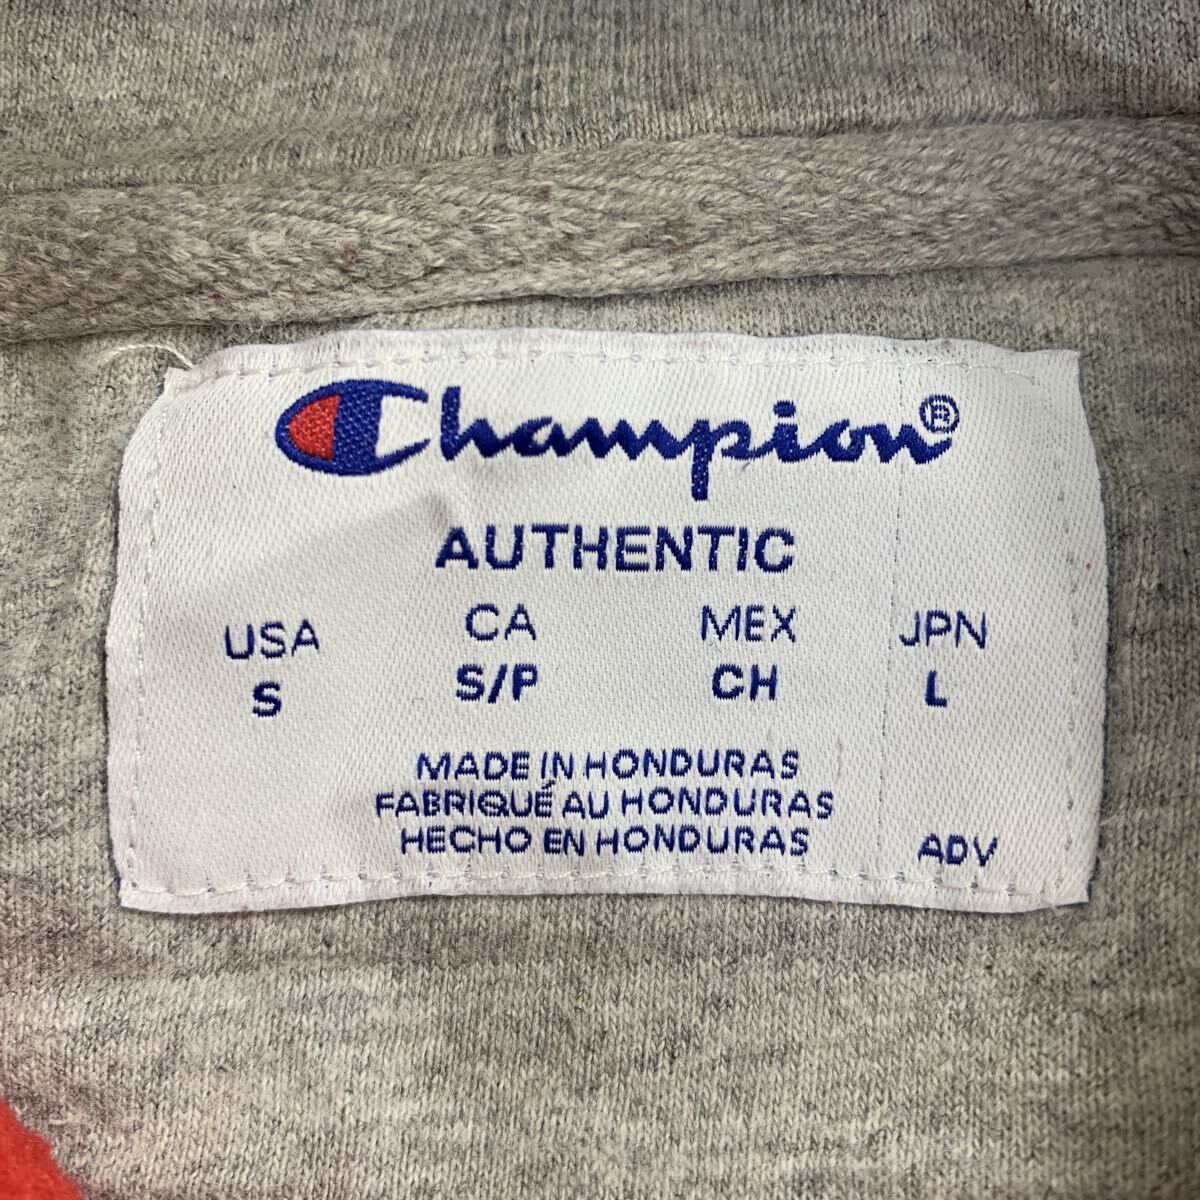 Champion®
AUTHENTIC
USA CA MEX JPN
S S/P CH L
MADE IN HONDURAS
FABRIQUÉ AU HONDURAS
HECHO EN HONDURAS ADV